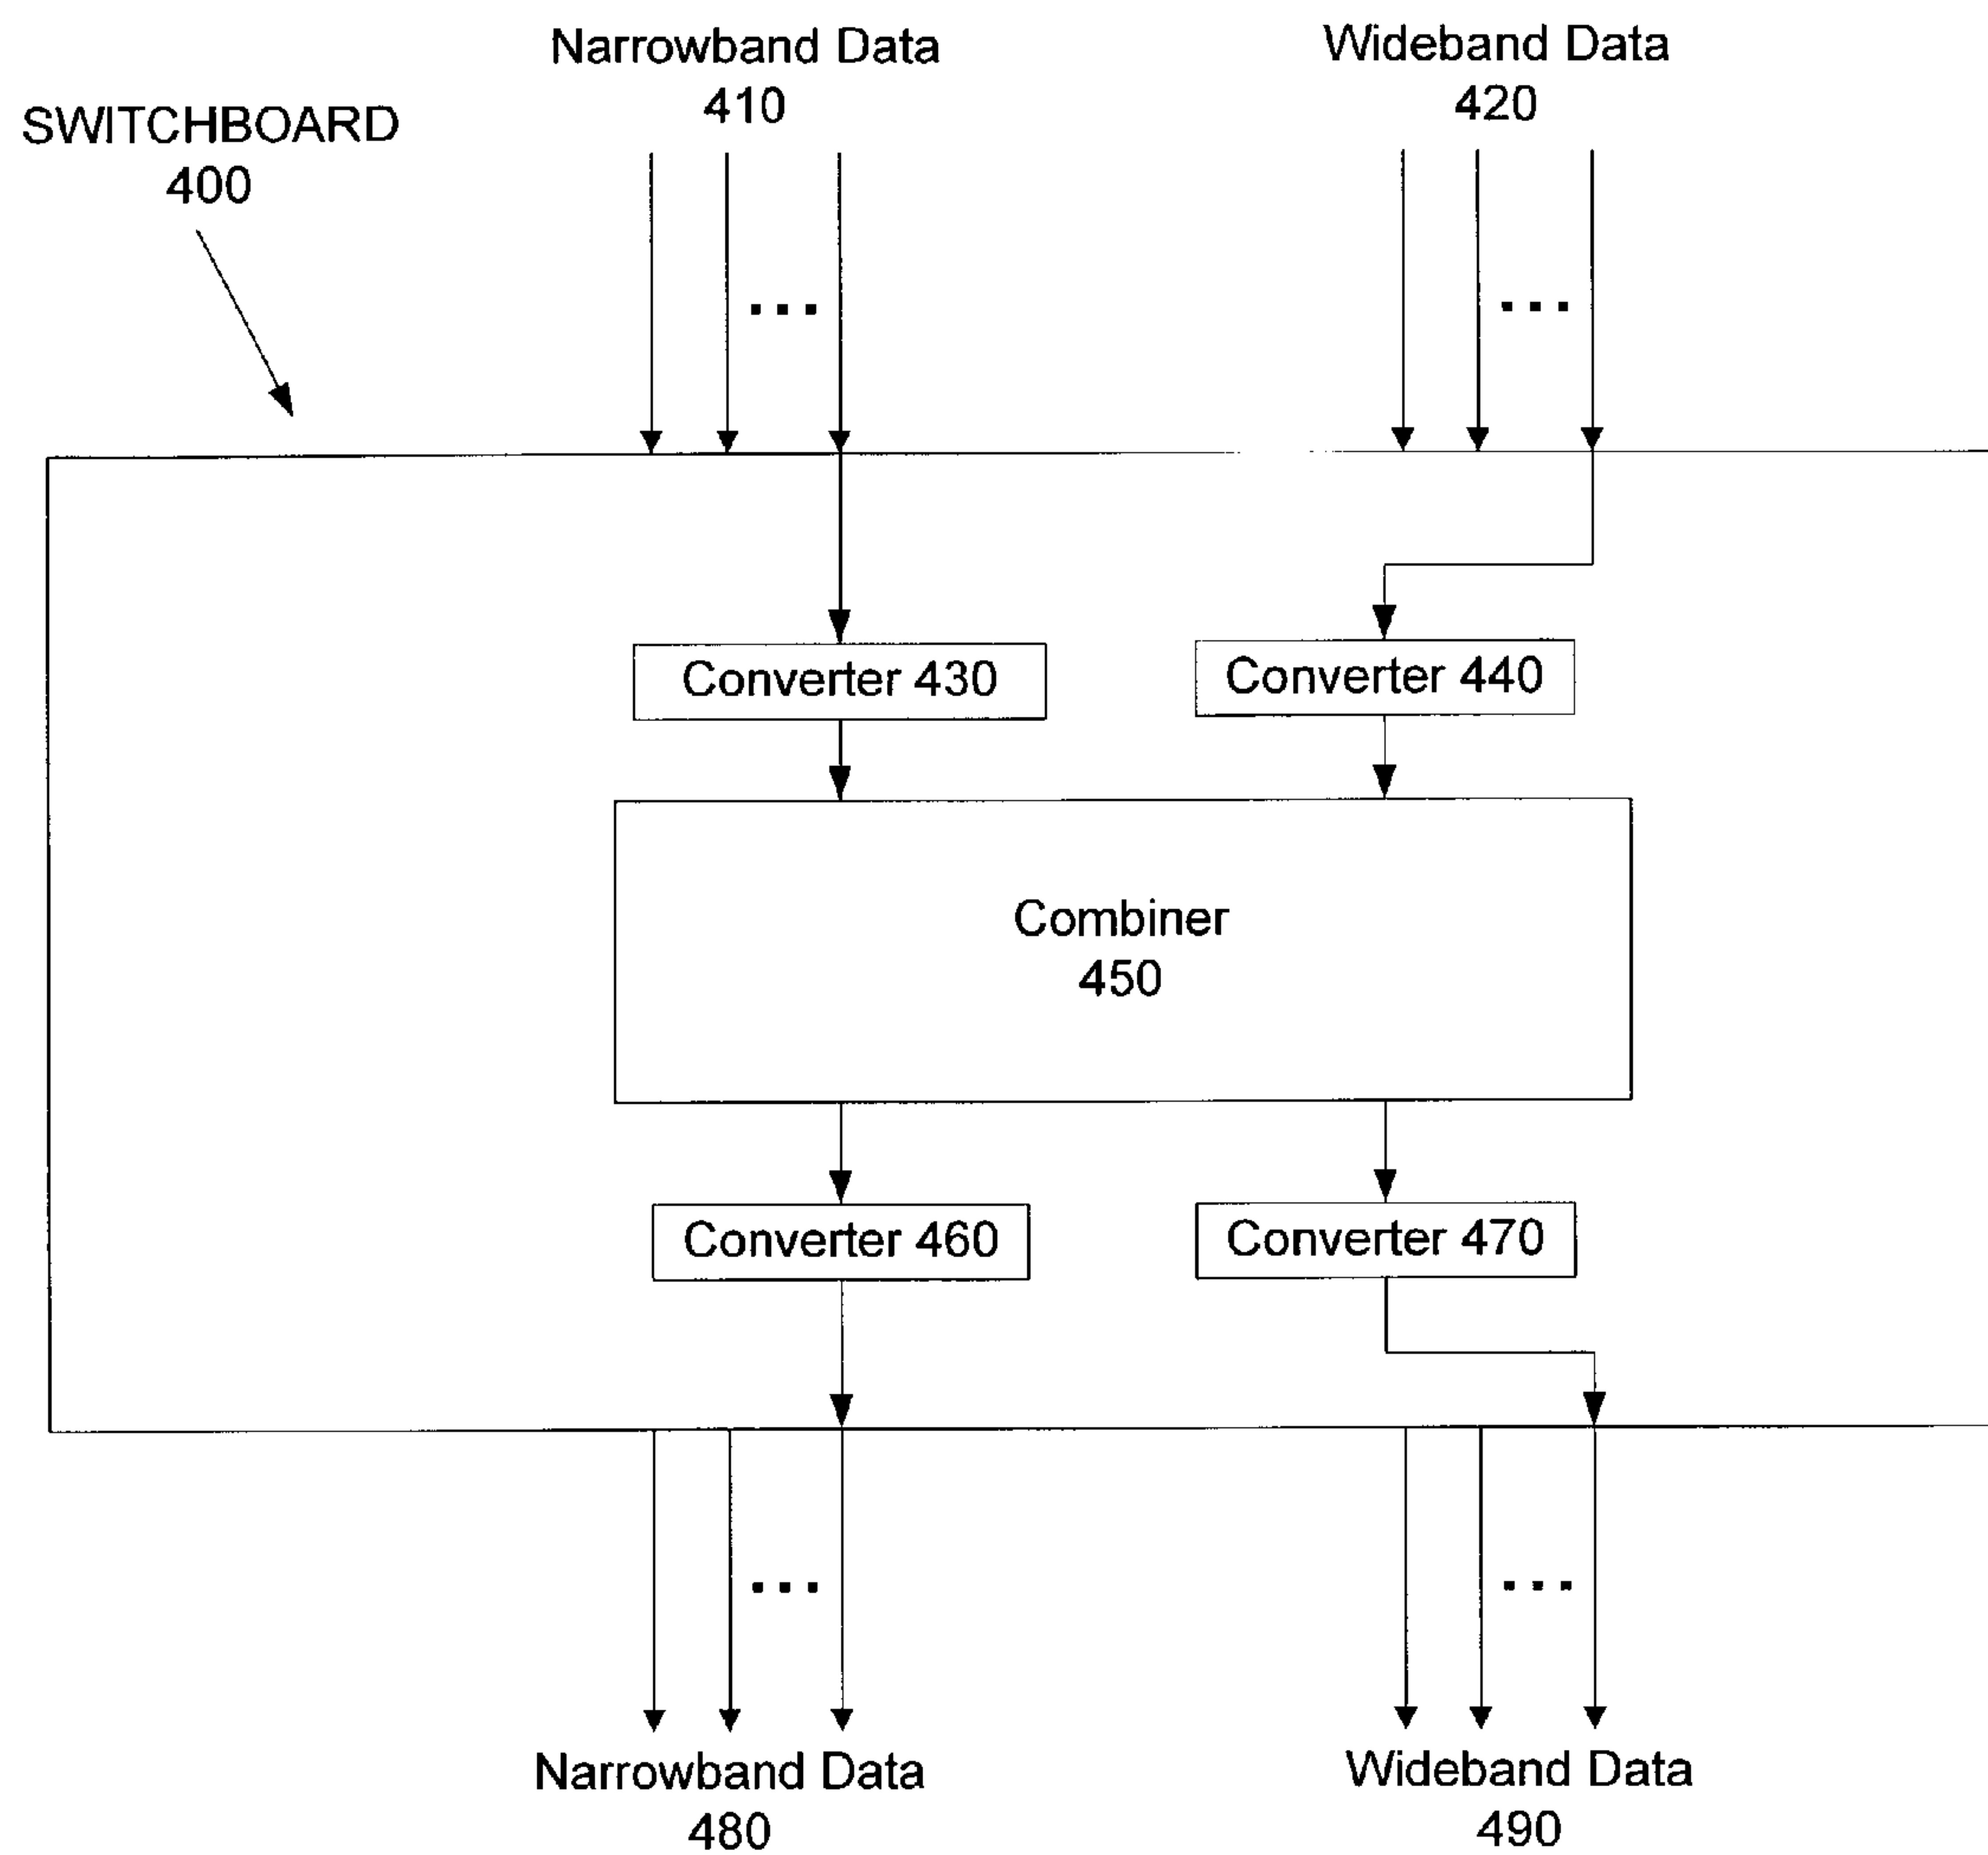 Narrowband Data
410
Wideband Data
420
SWITCHBOARD
400
...
...
Converter 430
Converter 440
Combiner
450
Converter 460
Converter 470
...
...
Narrowband Data
480
Wideband Data
490